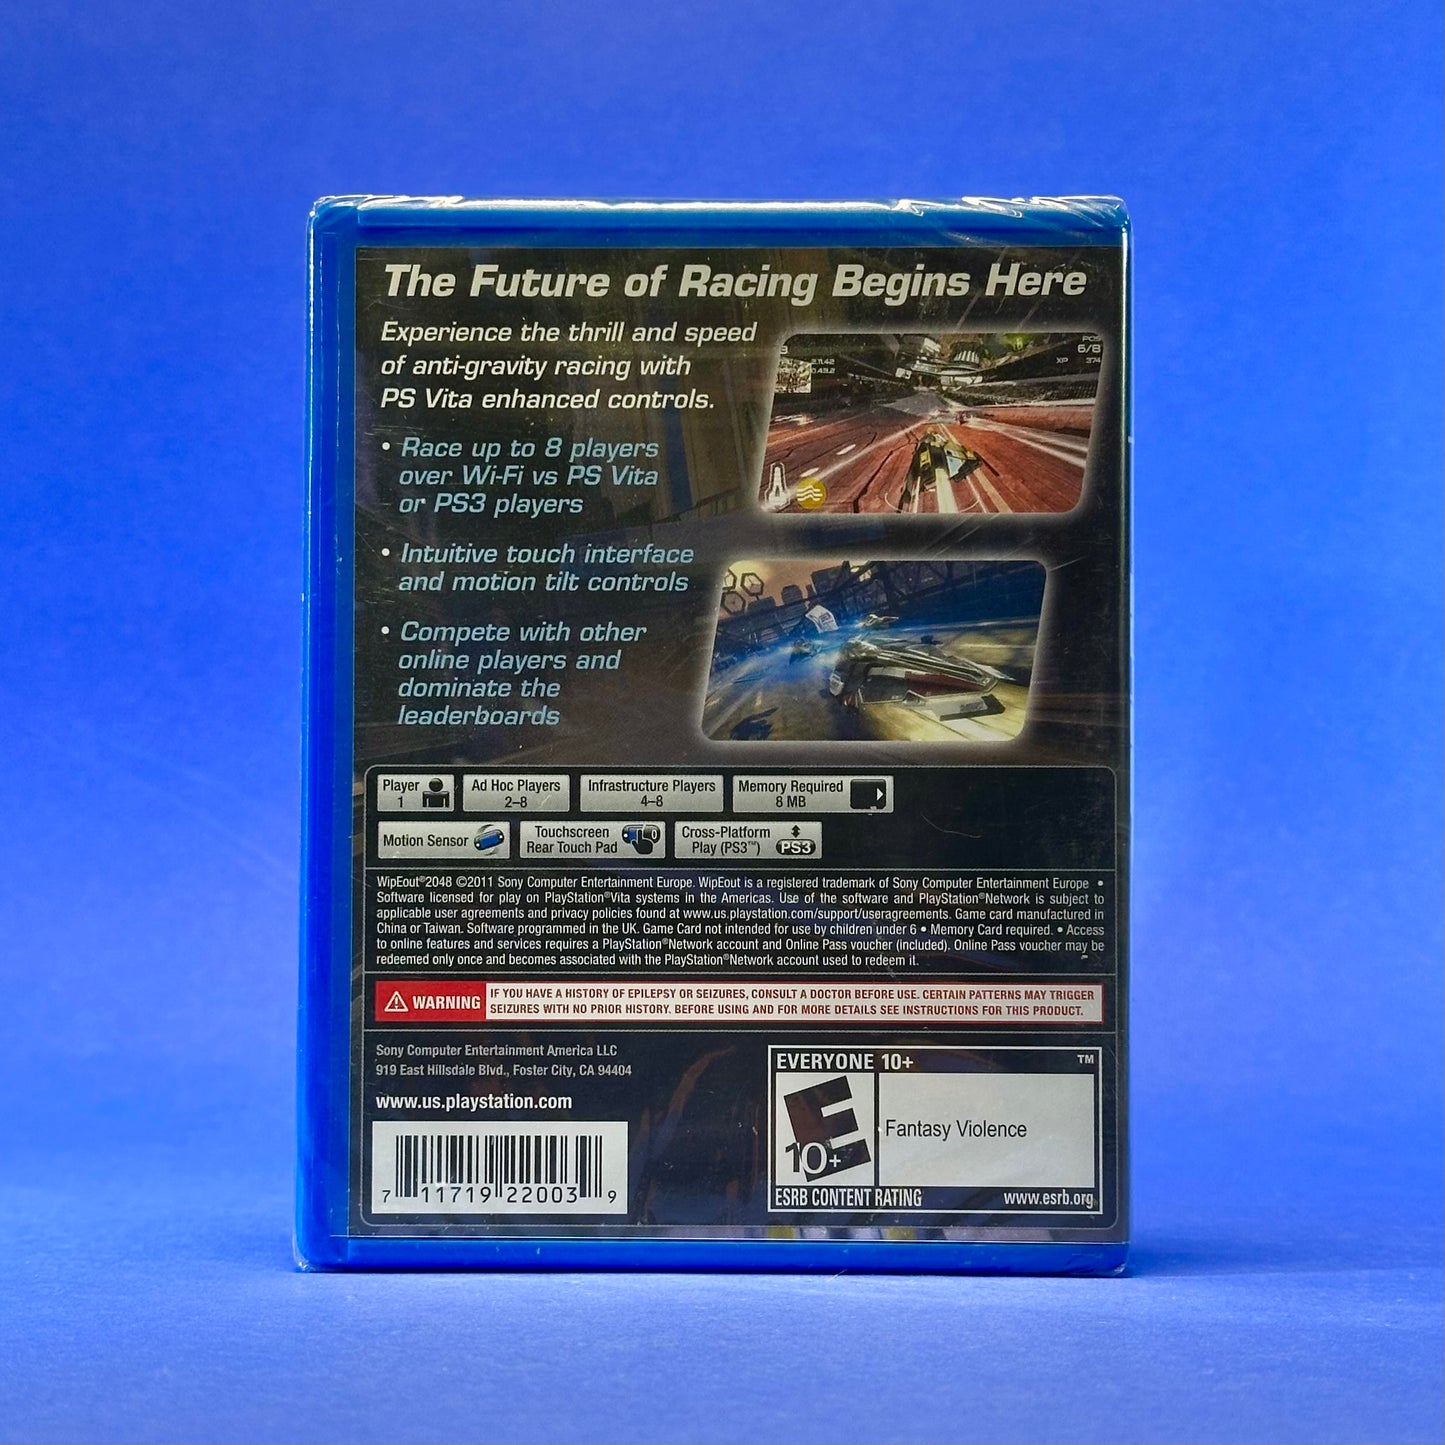 The Future of Racing Begins Here
Experience the thrill and speed
of anti-gravity racing with
PS Vita enhanced controls.
• Race up to 8 players
over Wi-Fi vs PS Vita
or PS3 players
• Intuitive touch interface
and motion tilt controls
• Compete with other
online players and
dominate the
leaderboards
POS
6/8
XP 374
Player
1
Ad Hoc Players
2–8
Infrastructure Players
4–8
Memory Required
8 MB
Motion Sensor
Touchscreen
Rear Touch Pad
Cross-Platform
Play (PS3™)
PS3
WipEout®2048 ©2011 Sony Computer Entertainment Europe. WipEout is a registered trademark of Sony Computer Entertainment Europe •
Software licensed for play on PlayStation®Vita systems in the Americas. Use of the software and PlayStation®Network is subject to
applicable user agreements and privacy policies found at www.us.playstation.com/support/useragreements. Game card manufactured in
China or Taiwan. Software programmed in the UK. Game Card not intended for use by children under 6 • Memory Card required. • Access
to online features and services requires a PlayStation®Network account and Online Pass voucher (included). Online Pass voucher may be
redeemed only once and becomes associated with the PlayStation®Network account used to redeem it.
WARNING
IF YOU HAVE A HISTORY OF EPILEPSY OR SEIZURES, CONSULT A DOCTOR BEFORE USE. CERTAIN PATTERNS MAY TRIGGER
SEIZURES WITH NO PRIOR HISTORY. BEFORE USING AND FOR MORE DETAILS SEE INSTRUCTIONS FOR THIS PRODUCT.
Sony Computer Entertainment America LLC
919 East Hillsdale Blvd., Foster City, CA 94404
www.us.playstation.com
7 11719 22003 9
EVERYONE 10+ ™
E
10+
Fantasy Violence
ESRB CONTENT RATING www.esrb.org